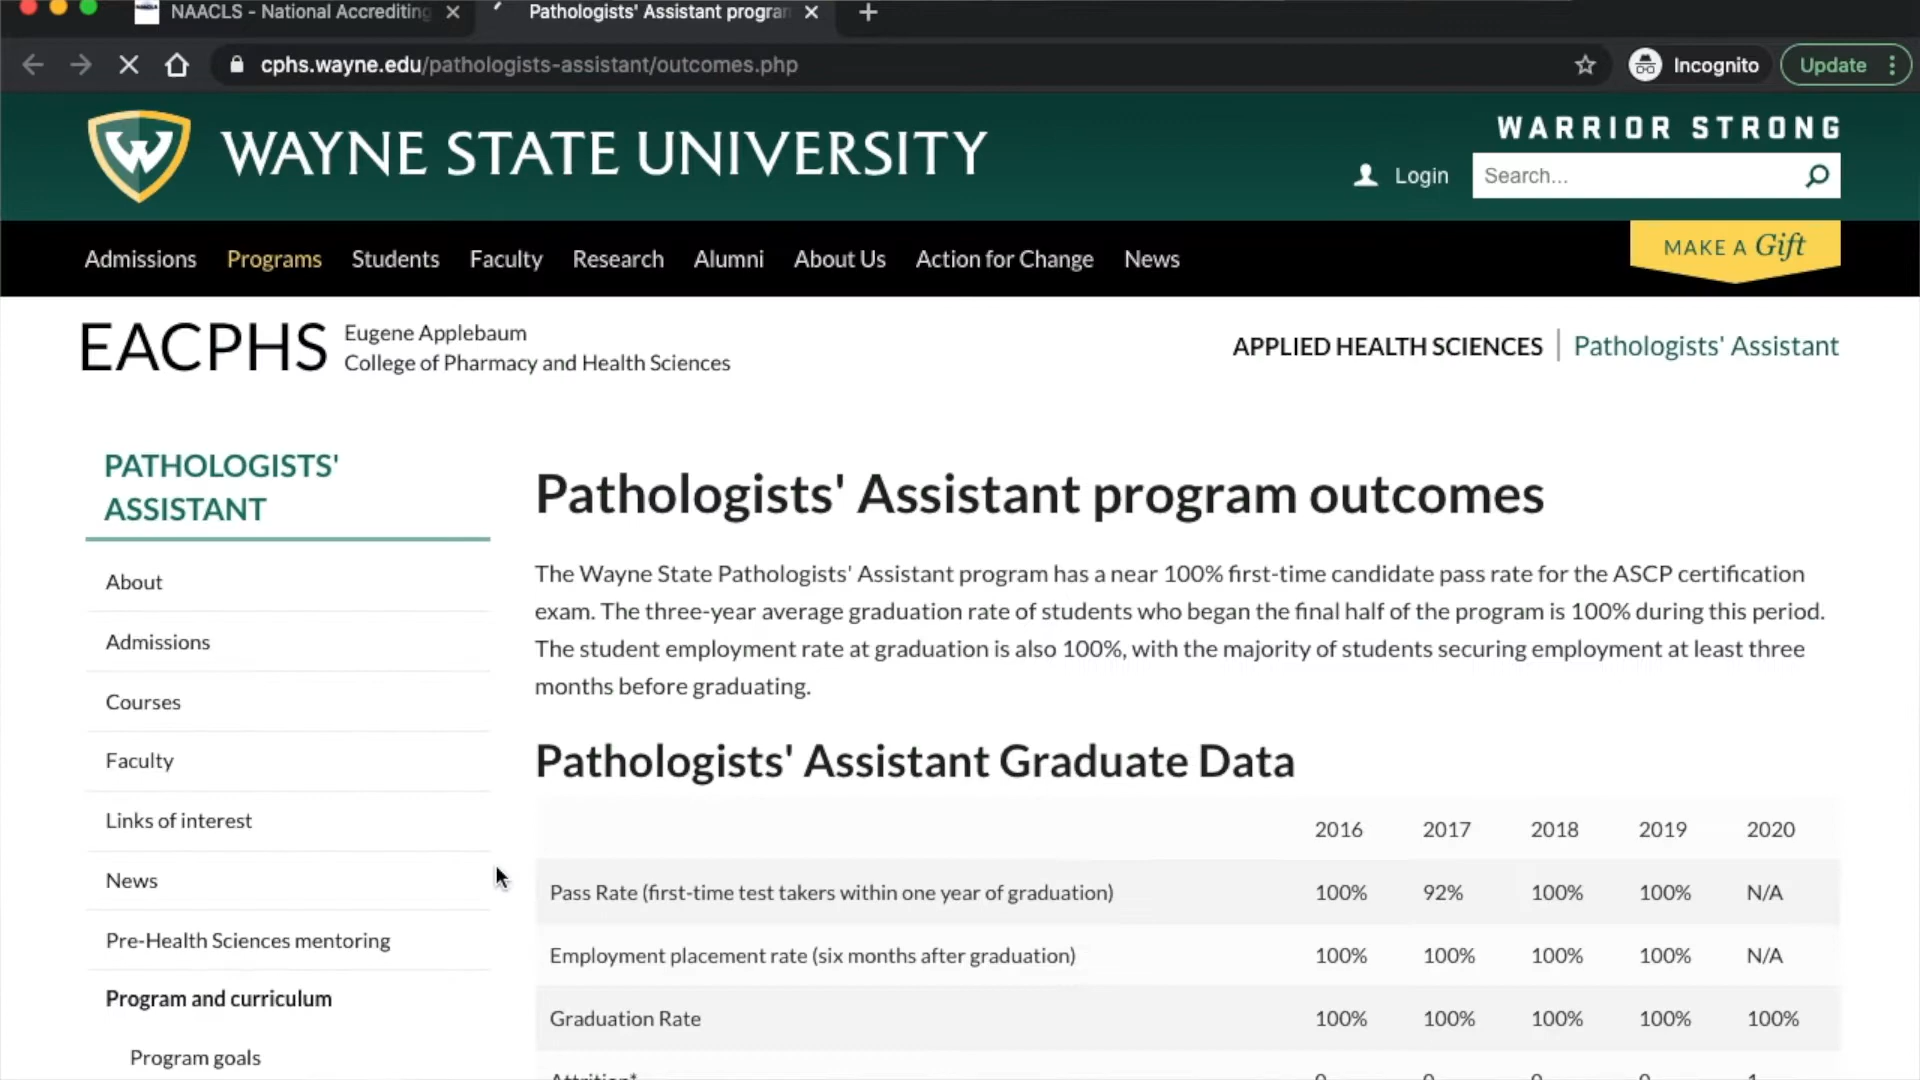 NAACLS - National Accrediting
Pathologists' Assistant program
cphs.wayne.edu/pathologists-assistant/outcomes.php
Incognito
Update
W
WAYNE STATE UNIVERSITY
WARRIOR STRONG
Login
Search...
Admissions
Programs
Students
Faculty
Research
Alumni
About Us
Action for Change
News
MAKE A Gift
EACPHS
Eugene Applebaum
College of Pharmacy and Health Sciences
APPLIED HEALTH SCIENCES
Pathologists' Assistant
PATHOLOGISTS'
ASSISTANT
About
Admissions
Courses
Faculty
Links of interest
News
Pre-Health Sciences mentoring
Program and curriculum
Program goals
Pathologists' Assistant program outcomes
The Wayne State Pathologists' Assistant program has a near 100% first-time candidate pass rate for the ASCP certification
exam. The three-year average graduation rate of students who began the final half of the program is 100% during this period.
The student employment rate at graduation is also 100%, with the majority of students securing employment at least three
months before graduating.
Pathologists' Assistant Graduate Data
2016 2017 2018 2019 2020
Pass Rate (first-time test takers within one year of graduation) 100% 92% 100% 100% N/A
Employment placement rate (six months after graduation) 100% 100% 100% 100% N/A
Graduation Rate 100% 100% 100% 100% 100%
Attrition*